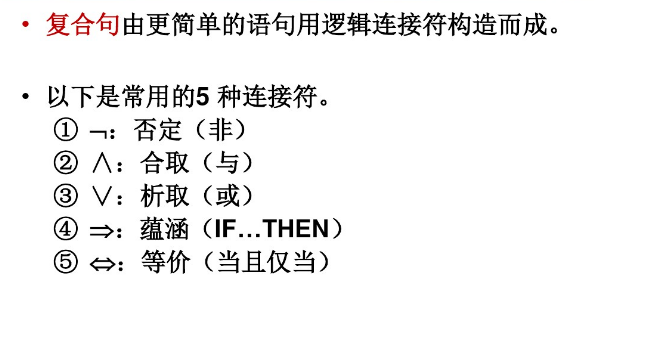 • 复合句由更简单的语句用逻辑连接符构造而成。
• 以下是常用的5 种连接符。
① ¬：否定（非）
② ∧：合取（与）
③ ∨：析取（或）
④ ⇒：蕴涵（IF…THEN）
⑤ ⇔：等价（当且仅当）